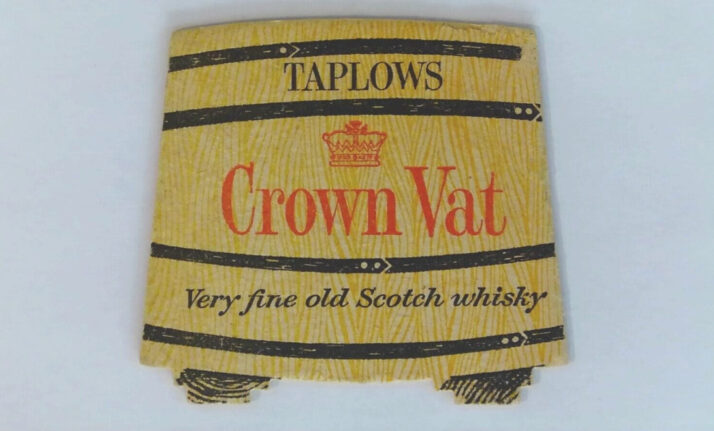 TAPLOWS
Crown Vat
Very fine old Scotch whisky